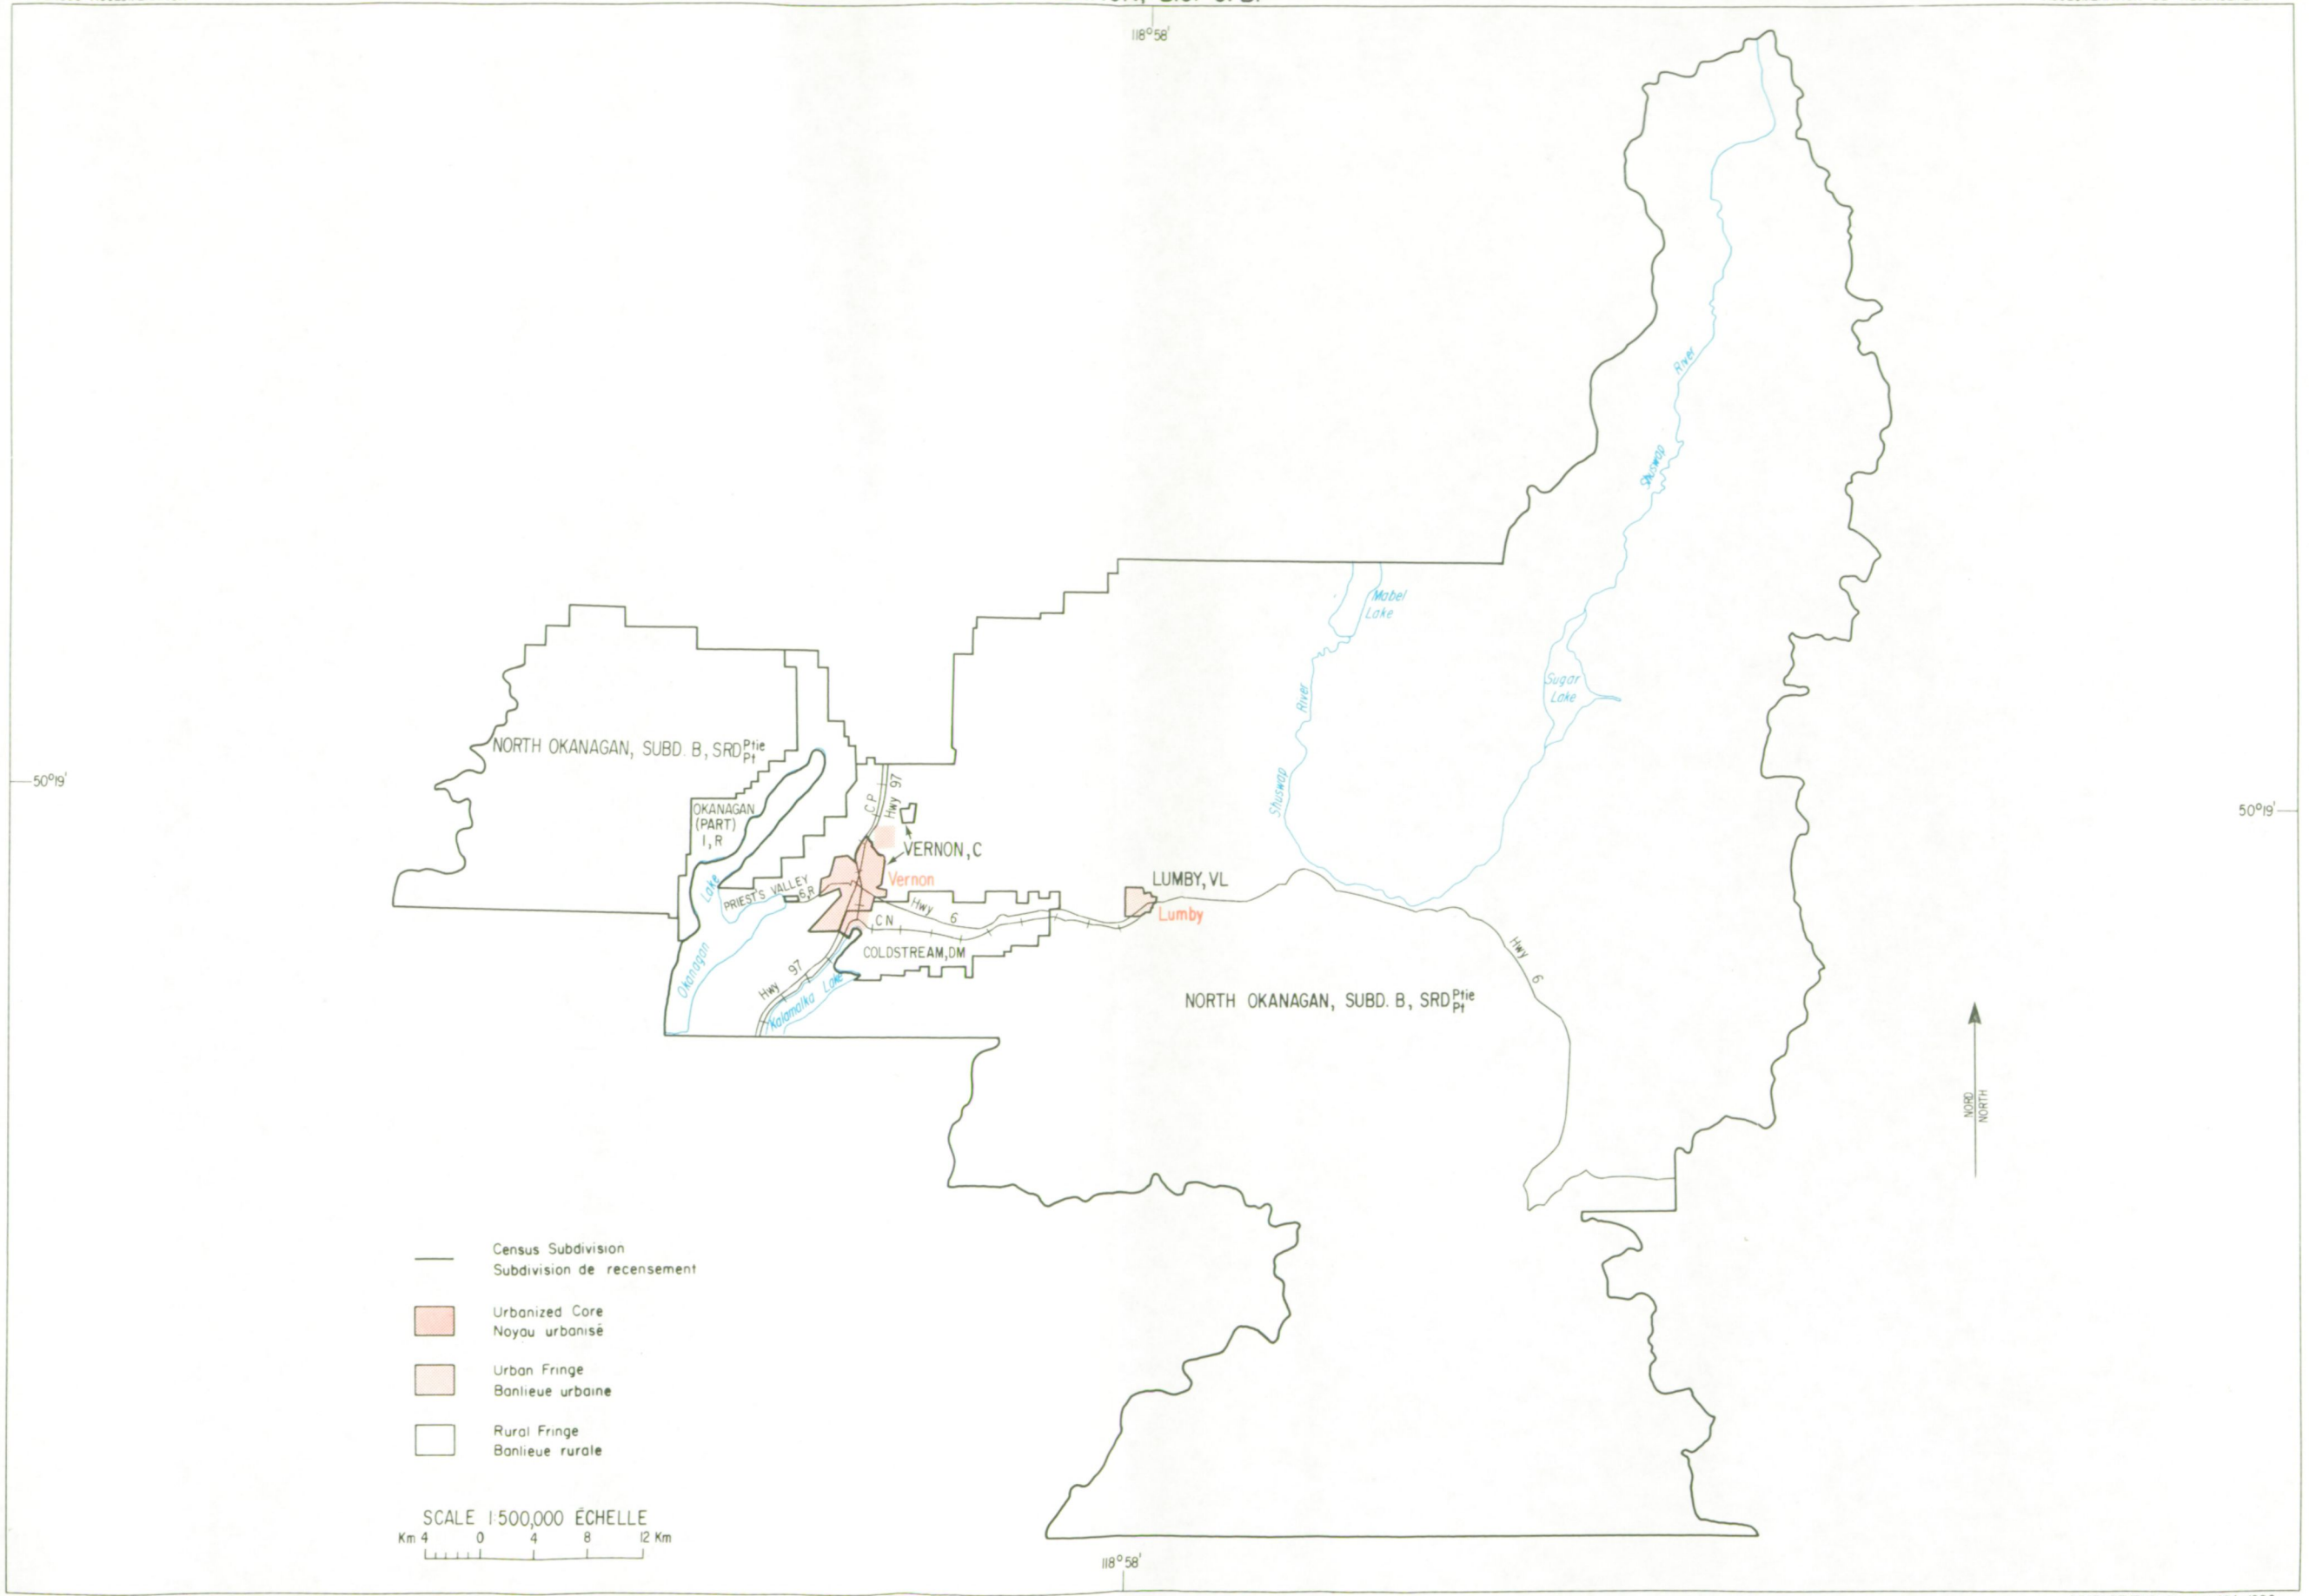 118°58'
River
Shuswap
Mabel
Lake
Sugar
Lake
River
Shuswap
NORTH OKANAGAN, SUBD. B, SRD Ptie
Pt
50°19'
50°19'
OKANAGAN
(PART)
1, R
C P
Hwy 97
VERNON, C
Vernon
PRIEST'S VALLEY
6, R
Lake
Okanagan
LUMBY, VL
Lumby
Hwy 6
C N
COLDSTREAM, DM
Hwy 97
Kalamalka Lake
Hwy 6
NORTH OKANAGAN, SUBD. B, SRD Ptie
Pt
NORD
NORTH
Census Subdivision
Subdivision de recensement
Urbanized Core
Noyau urbanisé
Urban Fringe
Banlieue urbaine
Rural Fringe
Banlieue rurale
SCALE 1:500,000 ÉCHELLE
Km 4 0 4 8 12 Km
118°58'